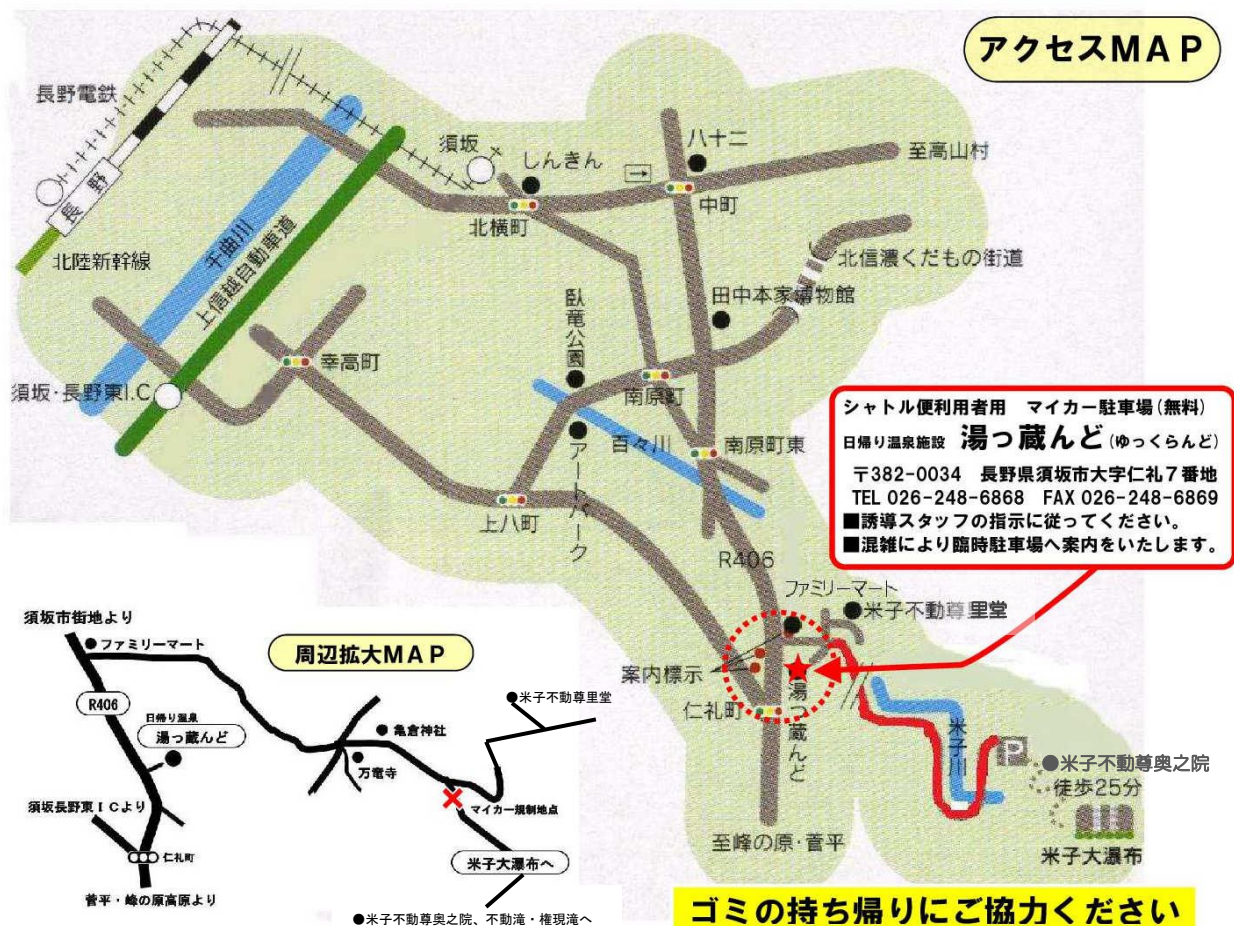 アクセスMAP
長野電鉄
長野
北陸新幹線
千曲川
上信越自動車道
須坂
しんきん
北横町
→
八十二
中町
至高山村
北信濃くだもの街道
田中本家博物館
臥竜公園
南原町
幸高町
須坂・長野東I.C
百々川
南原町東
アートパーク
上八町
R406
シャトル便利用者用　マイカー駐車場(無料)
日帰り温泉施設　湯っ蔵んど(ゆっくらんど)
〒382-0034　長野県須坂市大字仁礼7番地
TEL 026-248-6868　FAX 026-248-6869
■誘導スタッフの指示に従ってください。
■混雑により臨時駐車場へ案内をいたします。
ファミリーマート
●米子不動尊里堂
案内標示
湯っ蔵んど
仁礼町
米子川
P
●米子不動尊奥之院
徒歩25分
米子大瀑布
至峰の原・菅平
須坂市街地より
●ファミリーマート
周辺拡大MAP
R406
日帰り温泉
湯っ蔵んど
●米子不動尊里堂
●亀倉神社
万竜寺
須坂長野東ICより
マイカー規制地点
仁礼町
米子大瀑布へ
菅平・峰の原高原より
●米子不動尊奥之院、不動滝・権現滝へ
ゴミの持ち帰りにご協力ください